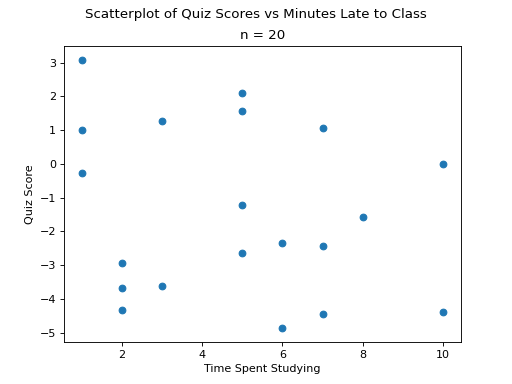 Scatterplot of Quiz Scores vs Minutes Late to Class
n = 20
3
2
1
0
−1
−2
−3
−4
−5
Quiz Score
2 4 6 8 10
Time Spent Studying